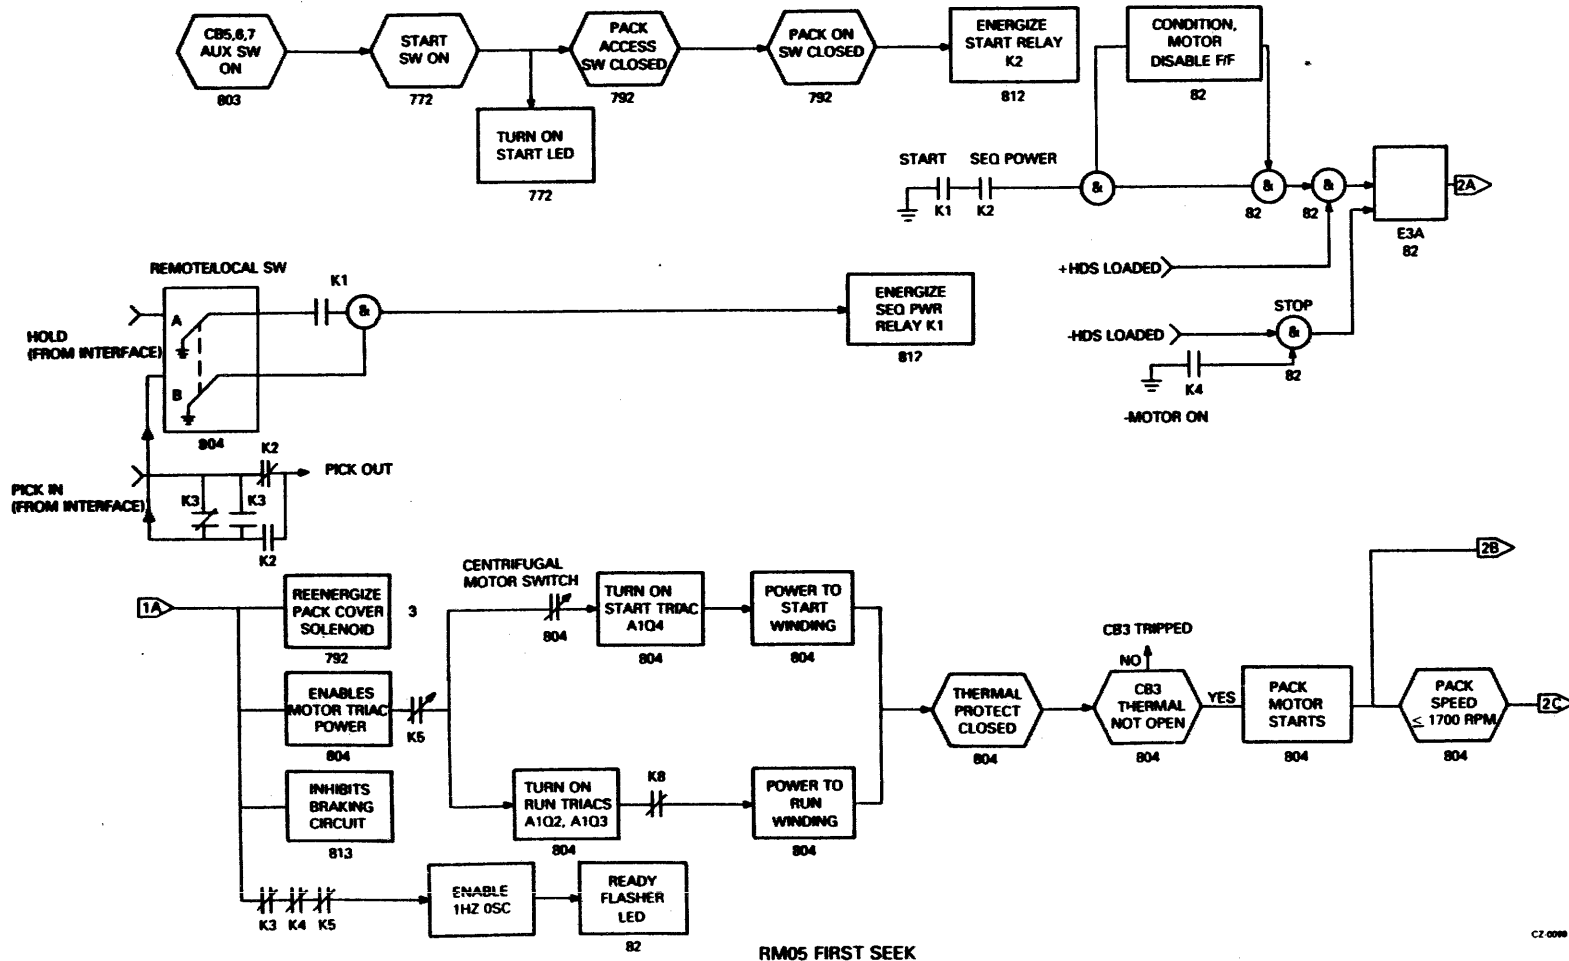 CB5,6,7
AUX SW
ON
803
START
SW ON
772
PACK
ACCESS
SW CLOSED
792
PACK ON
SW CLOSED
792
ENERGIZE
START RELAY
K2
812
CONDITION,
MOTOR
DISABLE F/F
82
TURN ON
START LED
772
START
SEQ POWER
K1
K2
&
&
82
&
82
E3A
82
2A
+HDS LOADED
REMOTE/LOCAL SW
A
B
804
K1
&
HOLD
(FROM INTERFACE)
ENERGIZE
SEQ PWR
RELAY K1
817
-HDS LOADED
STOP
&
82
K4
-MOTOR ON
K2
PICK OUT
PICK IN
(FROM INTERFACE)
K3
K3
K2
1A
REENERGIZE
PACK COVER
SOLENOID
3
792
ENABLES
MOTOR TRIAC
POWER
804
K5
INHIBITS
BRAKING
CIRCUIT
813
K3
K4
K5
ENABLE
1HZ OSC
READY
FLASHER
LED
82
CENTRIFUGAL
MOTOR SWITCH
804
TURN ON
START TRIAC
A1Q4
804
POWER TO
START
WINDING
804
TURN ON
RUN TRIACS
A1Q2, A1Q3
804
K8
POWER TO
RUN
WINDING
804
THERMAL
PROTECT
CLOSED
804
CB3 TRIPPED
NO
CB3
THERMAL
NOT OPEN
804
YES
PACK
MOTOR
STARTS
804
2B
PACK
SPEED
≤ 1700 RPM
804
2C
RM05 FIRST SEEK
CZ-0099